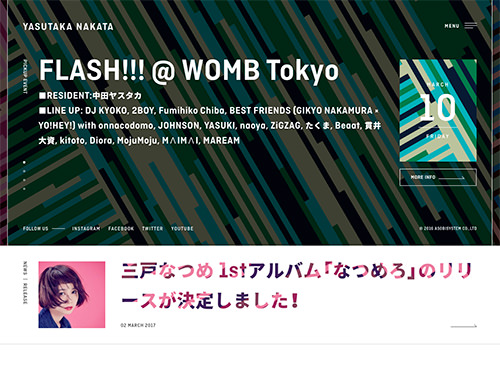 YASUTAKA NAKATA
MENU
PICKUP EVENT
FLASH!!! @ WOMB Tokyo
■RESIDENT:中田ヤスタカ
■LINE UP: DJ KYOKO, 2BOY, Fumihiko Chiba, BEST FRIENDS (GIKYO NAKAMURA ×
YO!HEY!) with annacodomo, JOHNSON, YASUKI, naoya, ZiGZAG, たくま, Beaat, 貫井
大資, kitoto, Diora, MojuMoju, M∧IM∧I, MAREAM
MARCH
10
FRIDAY
MORE INFO
FOLLOW US
INSTAGRAM
FACEBOOK
TWITTER
YOUTUBE
© 2016 ASOBISYSTEM CO.,LTD
NEWS | RELEASE
三戸なつめ 1stアルバム「なつめろ」のリリ
ースが決定しました!
02 MARCH 2017